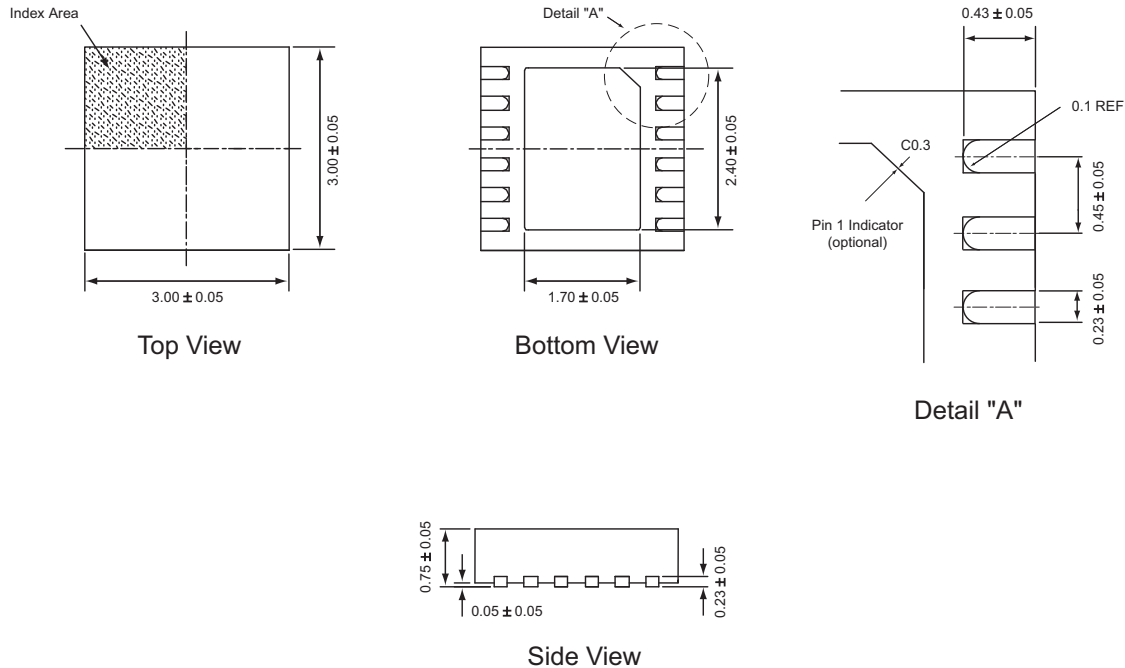 Index Area
3.00 ± 0.05
3.00 ± 0.05
Top View
Detail "A"
2.40 ± 0.05
1.70 ± 0.05
Bottom View
0.43 ± 0.05
0.1 REF
C0.3
Pin 1 Indicator
(optional)
0.45 ± 0.05
0.23 ± 0.05
Detail "A"
0.75 ± 0.05
0.05 ± 0.05
0.23 ± 0.05
Side View